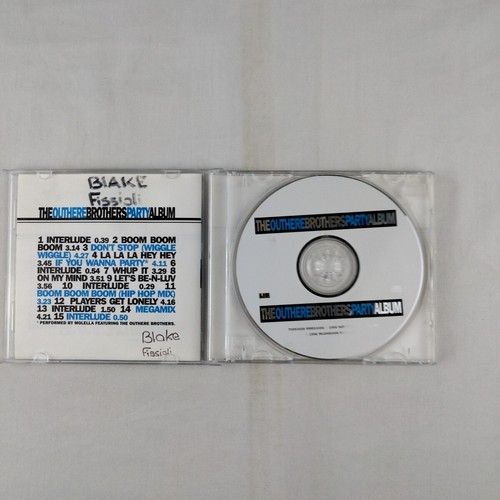 BLAKE
Fissioli
THEOUTHEREBROTHERSPARTYALBUM
1 INTERLUDE 0.39 2 BOOM BOOM
BOOM 3.14 3 DON'T STOP (WIGGLE
WIGGLE) 4.27 4 LA LA LA HEY HEY
3.45 5 IF YOU WANNA PARTY* 4.11 6
INTERLUDE 0.54 7 WHUP IT 3.29 8
ON MY MIND 3.51 9 LET'S BE-N-LUV
3.56 10 INTERLUDE 0.29 11
BOOM BOOM BOOM (HIP HOP MIX)
3.23 12 PLAYERS GET LONELY 4.16
13 INTERLUDE 1.50 14 MEGAMIX
4.21 15 INTERLUDE 0.50
* PERFORMED BY MOLELLA FEATURING THE OUTHERE BROTHERS.
Blake
Fissioli
THEOUTHEREBROTHERSPARTYALBUM
THEOUTHEREBROTHERSPARTYALBUM